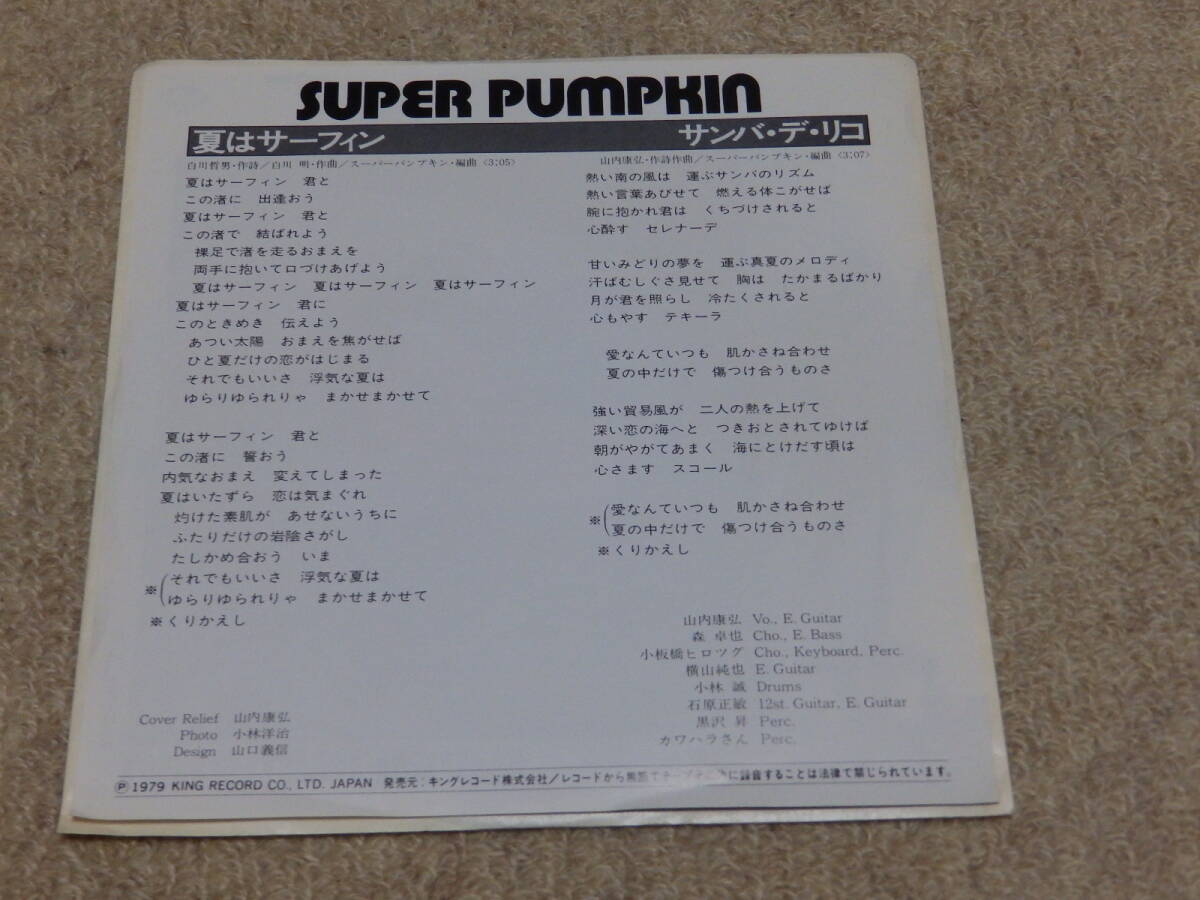 SUPER PUMPKIN
夏はサーフィン
白川哲男・作詩/白川 明・作曲/スーパーパンプキン・編曲〈3:05〉
夏はサーフィン 君と
この渚に 出逢おう
夏はサーフィン 君と
この渚で 結ばれよう
裸足で渚を走るおまえを
両手に抱いて口づけあげよう
夏はサーフィン 夏はサーフィン 夏はサーフィン
夏はサーフィン 君に
このときめき 伝えよう
あつい太陽 おまえを焦がせば
ひと夏だけの恋がはじまる
それでもいいさ 浮気な夏は
ゆらりゆられりゃ まかせまかせて
夏はサーフィン 君と
この渚に 誓おう
内気なおまえ 変えてしまった
夏はいたずら 恋は気まぐれ
灼けた素肌が あせないうちに
ふたりだけの岩陰さがし
たしかめ合おう いま
※(それでもいいさ 浮気な夏は
ゆらりゆられりゃ まかせまかせて
※くりかえし
Cover Relief 山内康弘
Photo 小林洋治
Design 山口義信
サンバ・デ・リコ
山内康弘・作詩作曲/スーパーパンプキン・編曲〈3:07〉
熱い南の風は 運ぶサンバのリズム
熱い言葉あびせて 燃える体こがせば
腕に抱かれ君は くちづけされると
心酔す セレナーデ
甘いみどりの夢を 運ぶ真夏のメロディ
汗ばむしぐさ見せて 胸は たかまるばかり
月が君を照らし 冷たくされると
心もやす テキーラ
愛なんていつも 肌かさね合わせ
夏の中だけで 傷つけ合うものさ
強い貿易風が 二人の熱を上げて
深い恋の海へと つきおとされてゆけば
朝がやがてあまく 海にとけだす頃は
心さます スコール
※(愛なんていつも 肌かさね合わせ
夏の中だけで 傷つけ合うものさ
※くりかえし
山内康弘 Vo., E. Guitar
森 卓也 Cho., E. Bass
小板橋ヒロツグ Cho., Keyboard, Perc.
横山純也 E. Guitar
小林 誠 Drums
石原正敏 12st. Guitar, E. Guitar
黒沢 昇 Perc.
カワハラさん Perc.
Ⓟ1979 KING RECORD CO., LTD. JAPAN 発売元:キングレコード株式会社/レコードから無断でテープその他に録音することは法律で禁じられています。